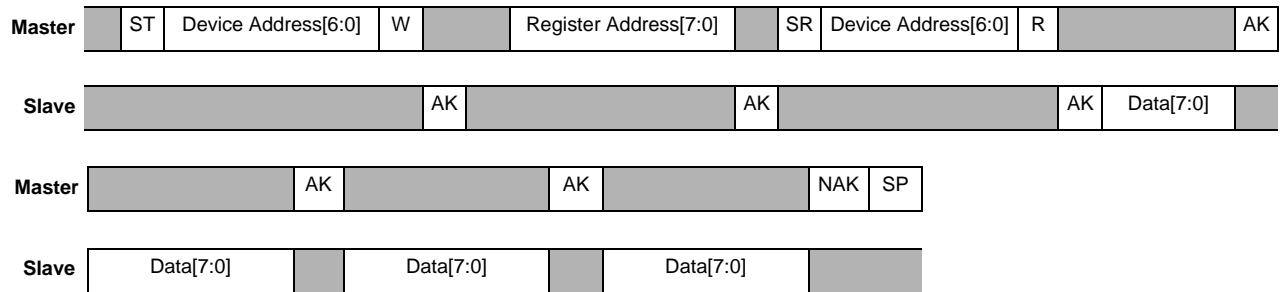 Master ST Device Address[6:0] W Register Address[7:0] SR Device Address[6:0] R AK
Slave AK AK AK Data[7:0]
Master AK AK NAK SP
Slave Data[7:0] Data[7:0] Data[7:0]